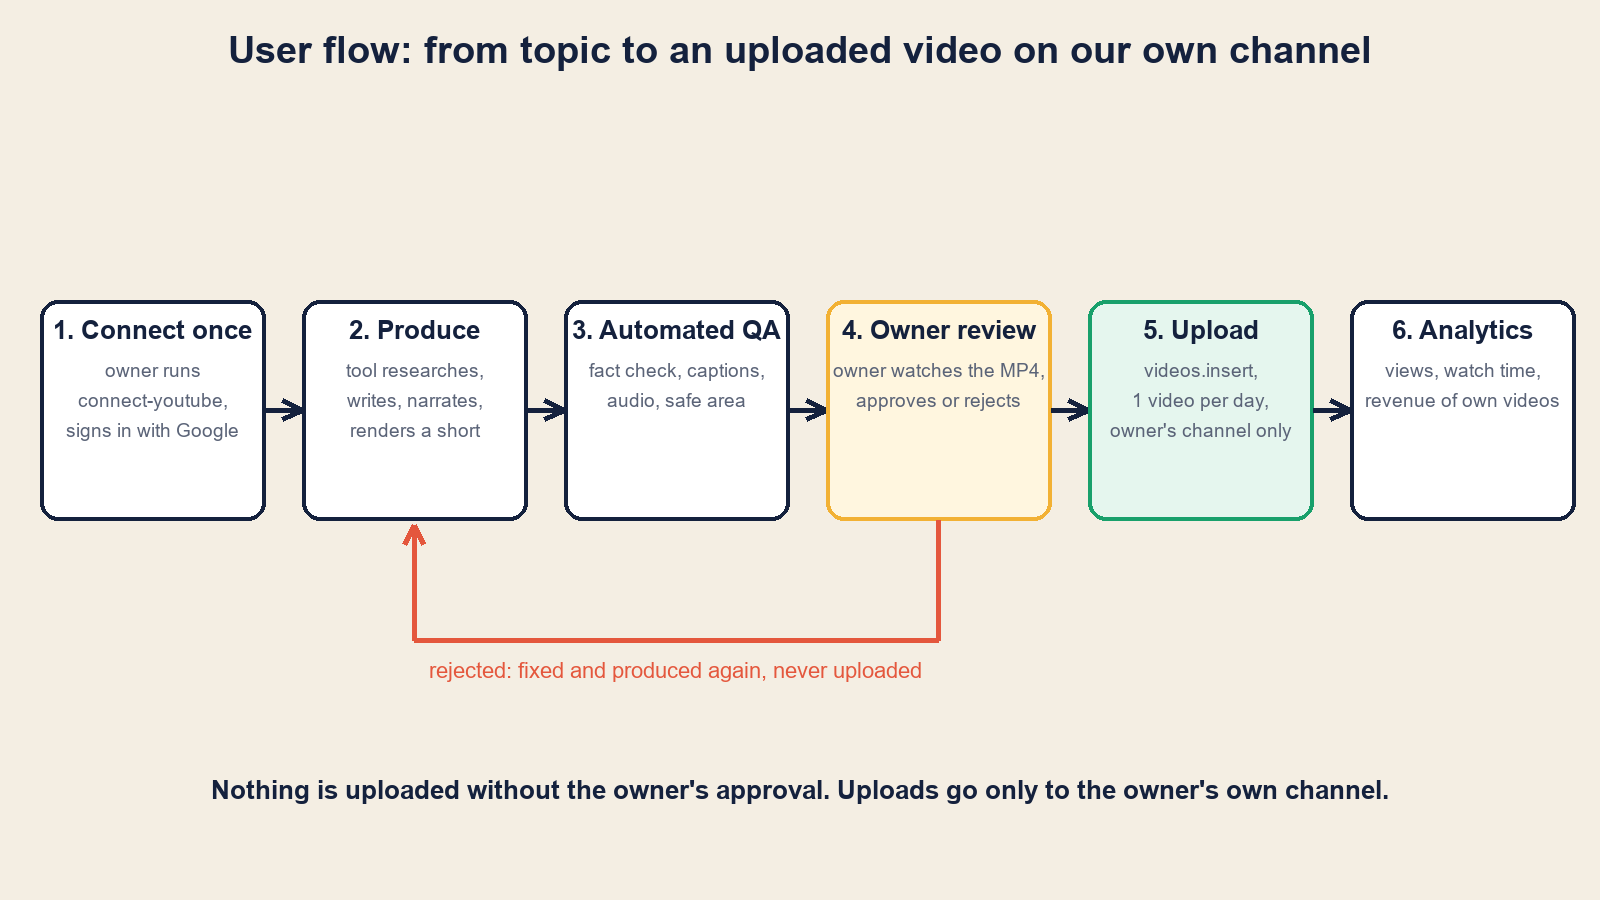 User flow: from topic to an uploaded video on our own channel
1. Connect once
owner runs
connect-youtube,
signs in with Google
2. Produce
tool researches,
writes, narrates,
renders a short
3. Automated QA
fact check, captions,
audio, safe area
4. Owner review
owner watches the MP4,
approves or rejects
5. Upload
videos.insert,
1 video per day,
owner's channel only
6. Analytics
views, watch time,
revenue of own videos
rejected: fixed and produced again, never uploaded
Nothing is uploaded without the owner's approval. Uploads go only to the owner's own channel.